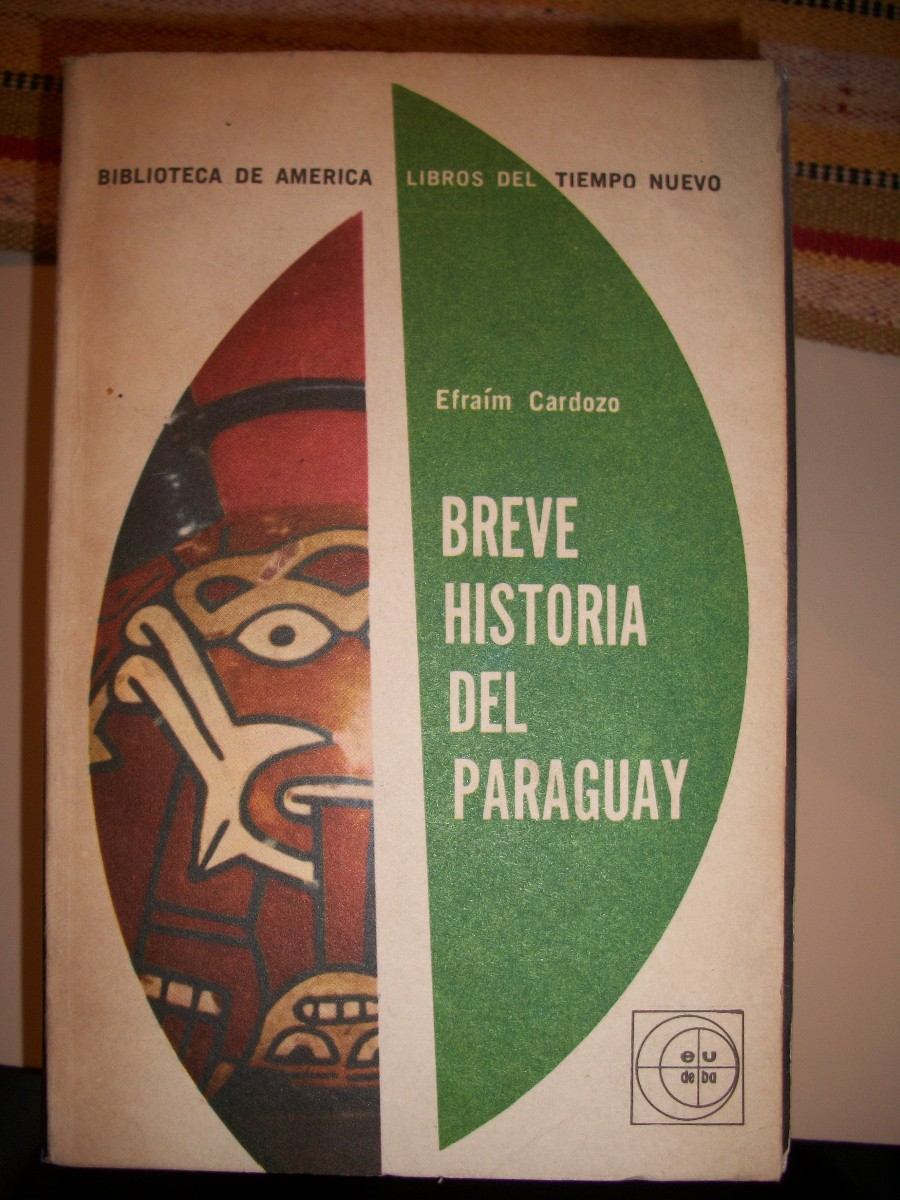 BIBLIOTECA DE AMERICA LIBROS DEL TIEMPO NUEVO
Efraím Cardozo
BREVE
HISTORIA
DEL
PARAGUAY
eu
de ba